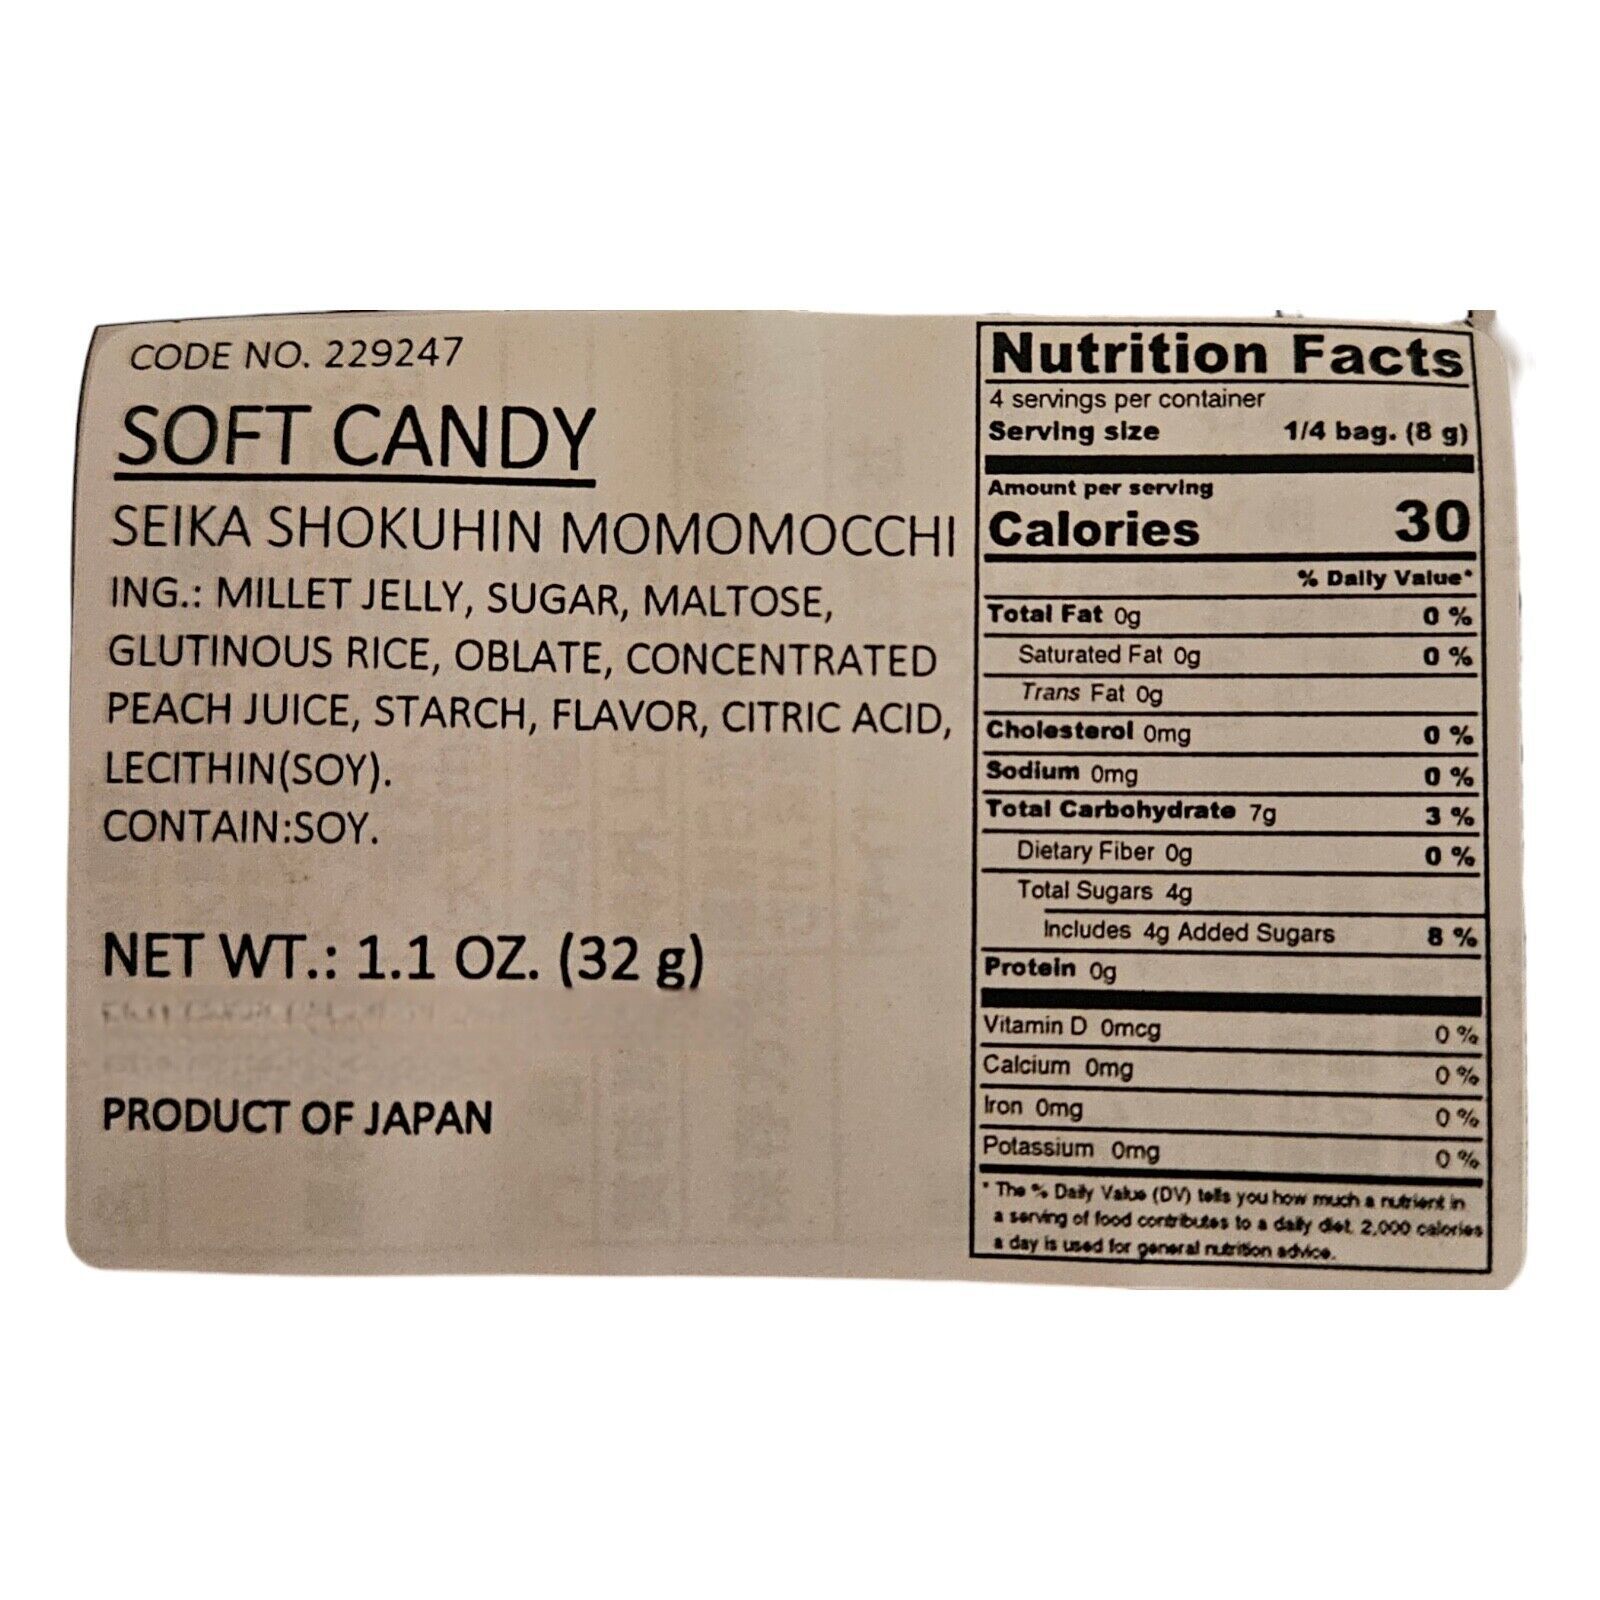 CODE NO. 229247
SOFT CANDY
SEIKA SHOKUHIN MOMOMOCCHI
ING.: MILLET JELLY, SUGAR, MALTOSE,
GLUTINOUS RICE, OBLATE, CONCENTRATED
PEACH JUICE, STARCH, FLAVOR, CITRIC ACID,
LECITHIN(SOY).
CONTAIN:SOY.
NET WT.: 1.1 OZ. (32 g)
PRODUCT OF JAPAN
Nutrition Facts
4 servings per container
Serving size 1/4 bag. (8 g)
Amount per serving
Calories 30
% Daily Value*
Total Fat 0g 0 %
Saturated Fat 0g 0 %
Trans Fat 0g
Cholesterol 0mg 0 %
Sodium 0mg 0 %
Total Carbohydrate 7g 3 %
Dietary Fiber 0g 0 %
Total Sugars 4g
Includes 4g Added Sugars 8 %
Protein 0g
Vitamin D 0mcg 0 %
Calcium 0mg 0 %
Iron 0mg 0 %
Potassium 0mg 0 %
* The % Daily Value (DV) tells you how much a nutrient in
a serving of food contributes to a daily diet. 2,000 calories
a day is used for general nutrition advice.